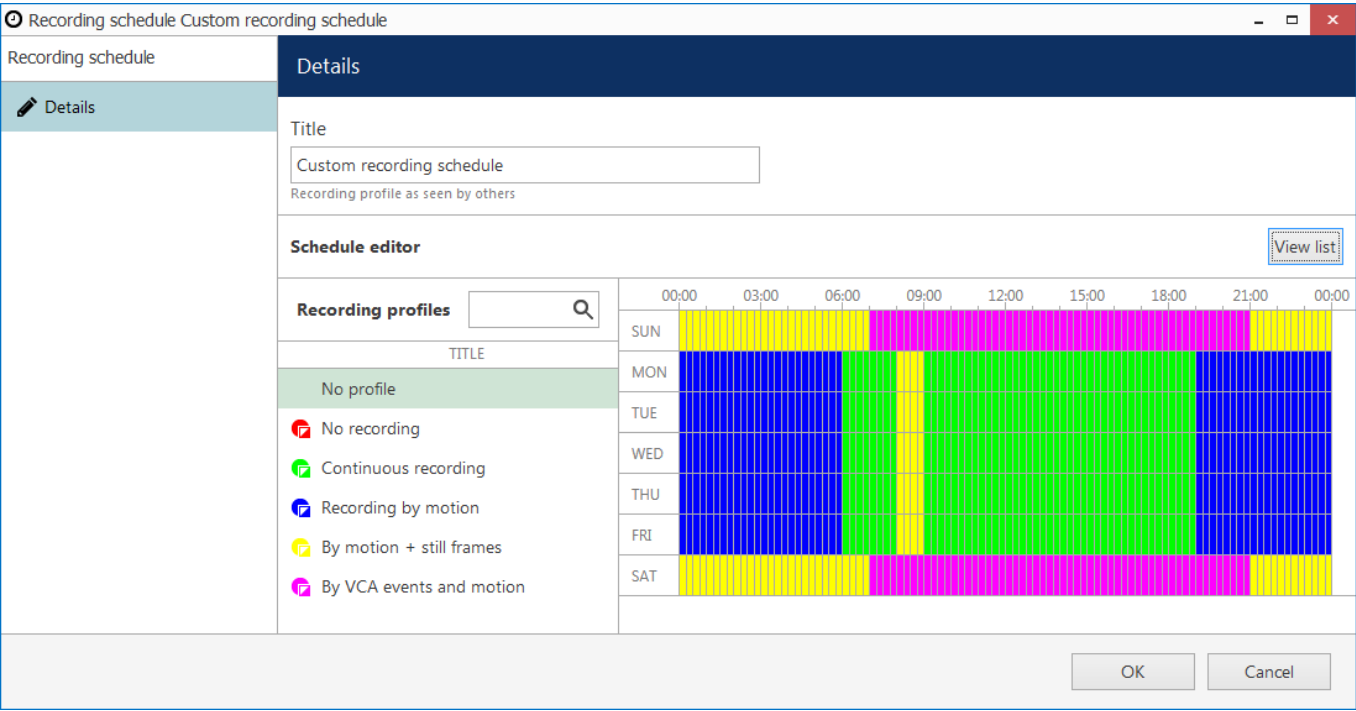 Recording schedule Custom recording schedule
Recording schedule
Details
Details
Title
Custom recording schedule
Recording profile as seen by others
Schedule editor
View list
Recording profiles
TITLE
No profile
No recording
Continuous recording
Recording by motion
By motion + still frames
By VCA events and motion
00:00 03:00 06:00 09:00 12:00 15:00 18:00 21:00 00:00
SUN
MON
TUE
WED
THU
FRI
SAT
OK
Cancel